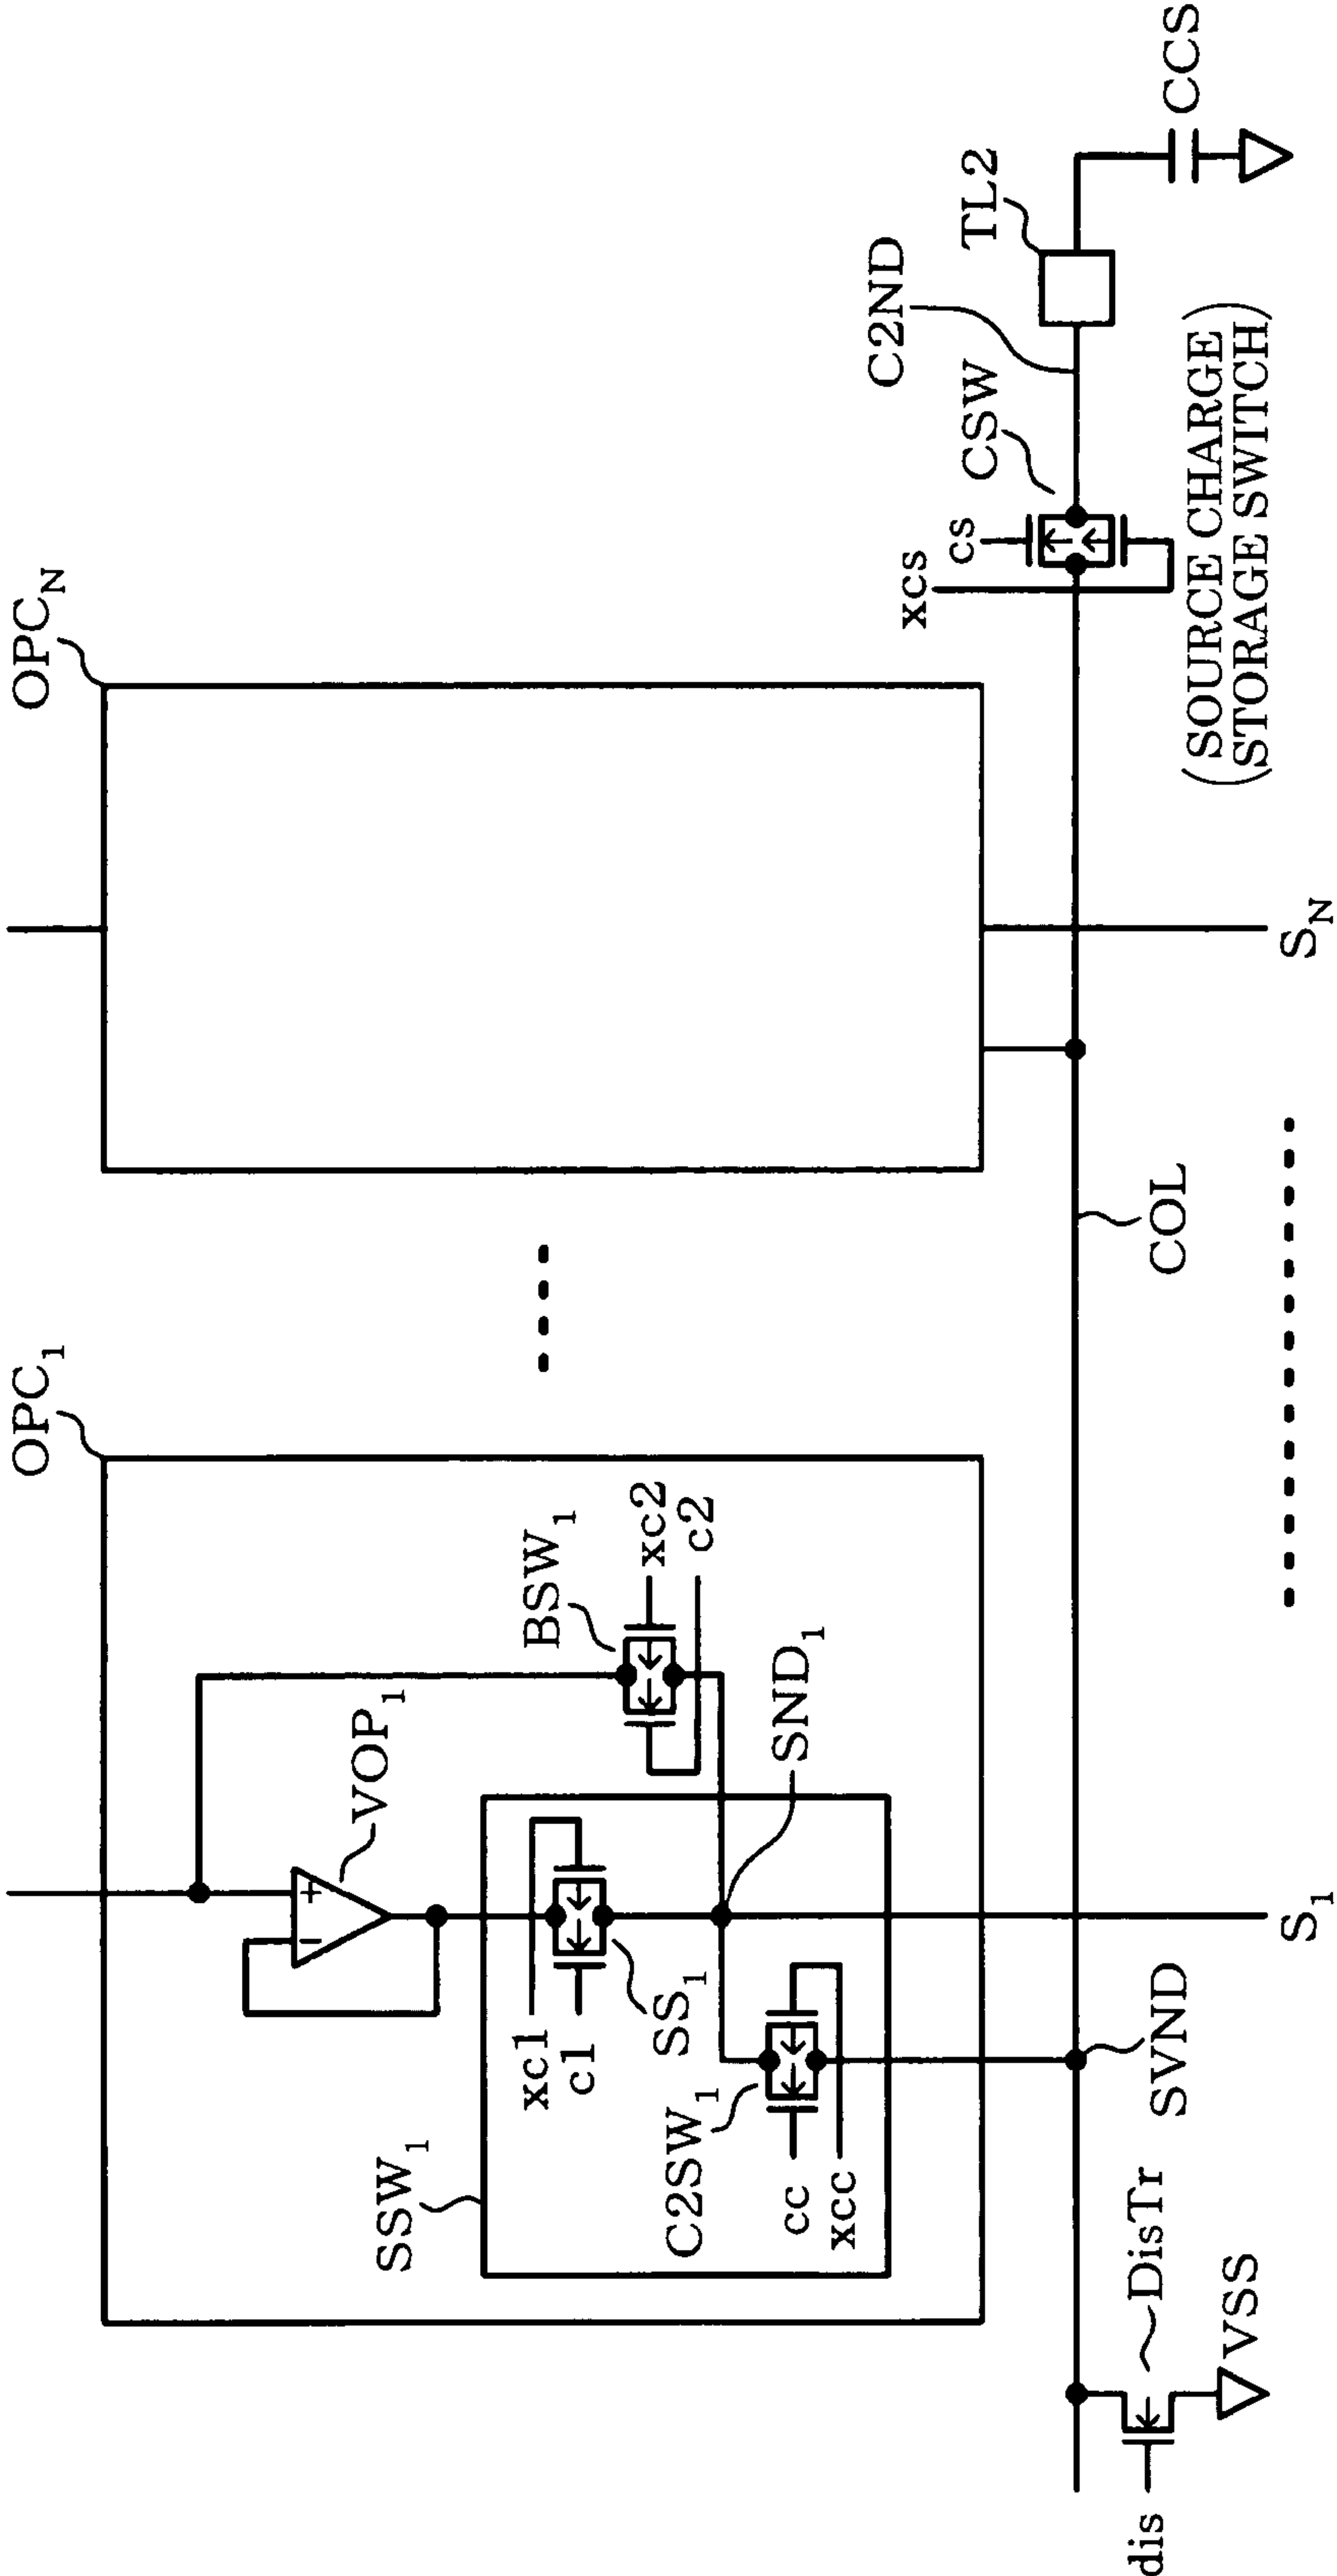 OPC1
OPCN
VOP1
BSW1
xc2
c2
SSW1
xc1
c1
SS1
SND1
C2SW1
cc
xcc
S1
SN
SVND
COL
dis
DisTr
VSS
xcs
cs
CSW
C2ND
TL2
CCS
(SOURCE CHARGE
STORAGE SWITCH)
+
−